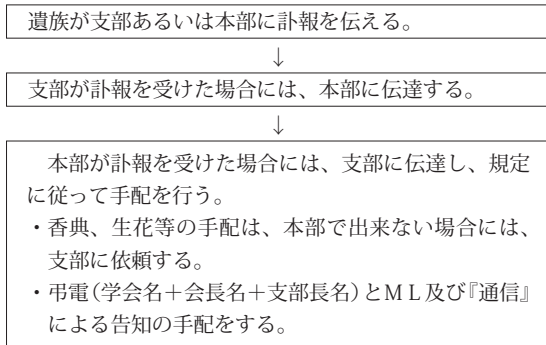 遺族が支部あるいは本部に訃報を伝える。
↓
支部が訃報を受けた場合には、本部に伝達する。
↓
本部が訃報を受けた場合には、支部に伝達し、規定
に従って手配を行う。
・香典、生花等の手配は、本部で出来ない場合には、
支部に依頼する。
・弔電(学会名＋会長名＋支部長名)とＭＬ及び『通信』
による告知の手配をする。